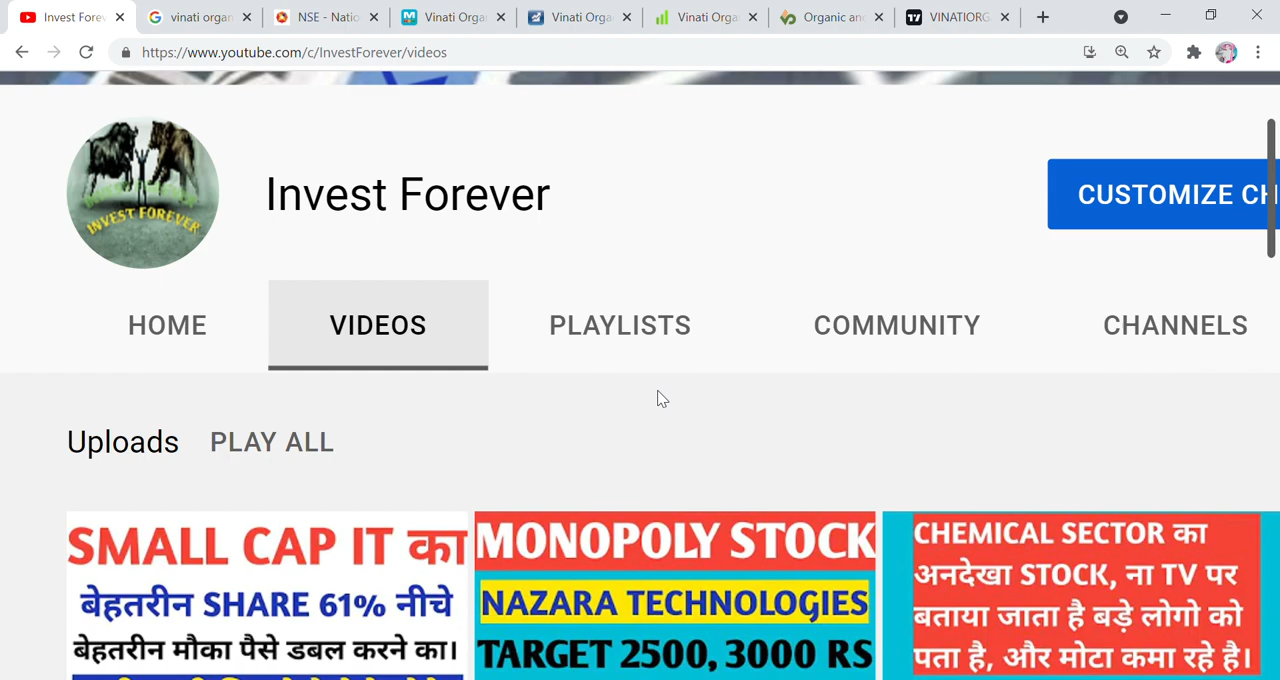 Invest Forev
vinati organ
NSE - Natio
Vinati Orga
Vinati Orga
Vinati Orga
Organic an
VINATIORG
https://www.youtube.com/c/InvestForever/videos
INVEST FOREVER
Invest Forever
CUSTOMIZE CH
HOME
VIDEOS
PLAYLISTS
COMMUNITY
CHANNELS
Uploads
PLAY ALL
SMALL CAP IT का
बेहतरीन SHARE 61% नीचे
बेहतरीन मौका पैसे डबल करने का।
MONOPOLY STOCK
NAZARA TECHNOLOGIES
TARGET 2500, 3000 RS
CHEMICAL SECTOR का
अनदेखा STOCK, ना TV पर
बताया जाता है बड़े लोगो को
पता है, और मोटा कमा रहे है।